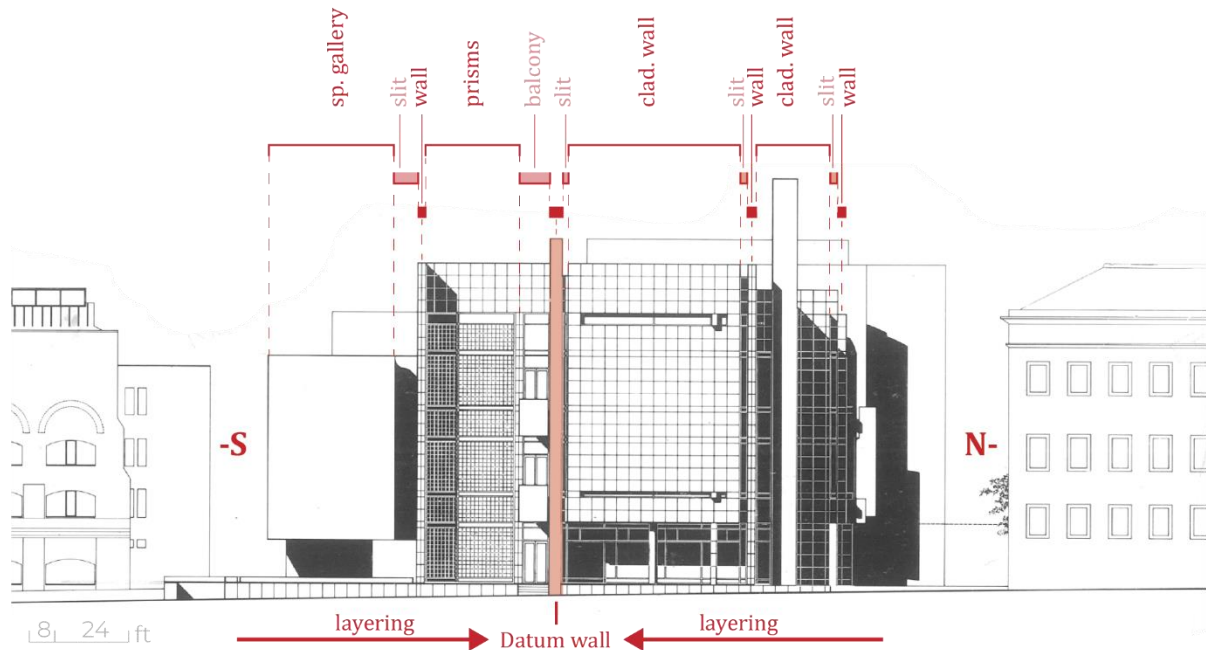 sp. gallery
slit
wall
prisms
balcony
slit
clad. wall
slit
wall
clad. wall
slit
wall
-S
N-
layering
Datum wall
layering
8 24 ft